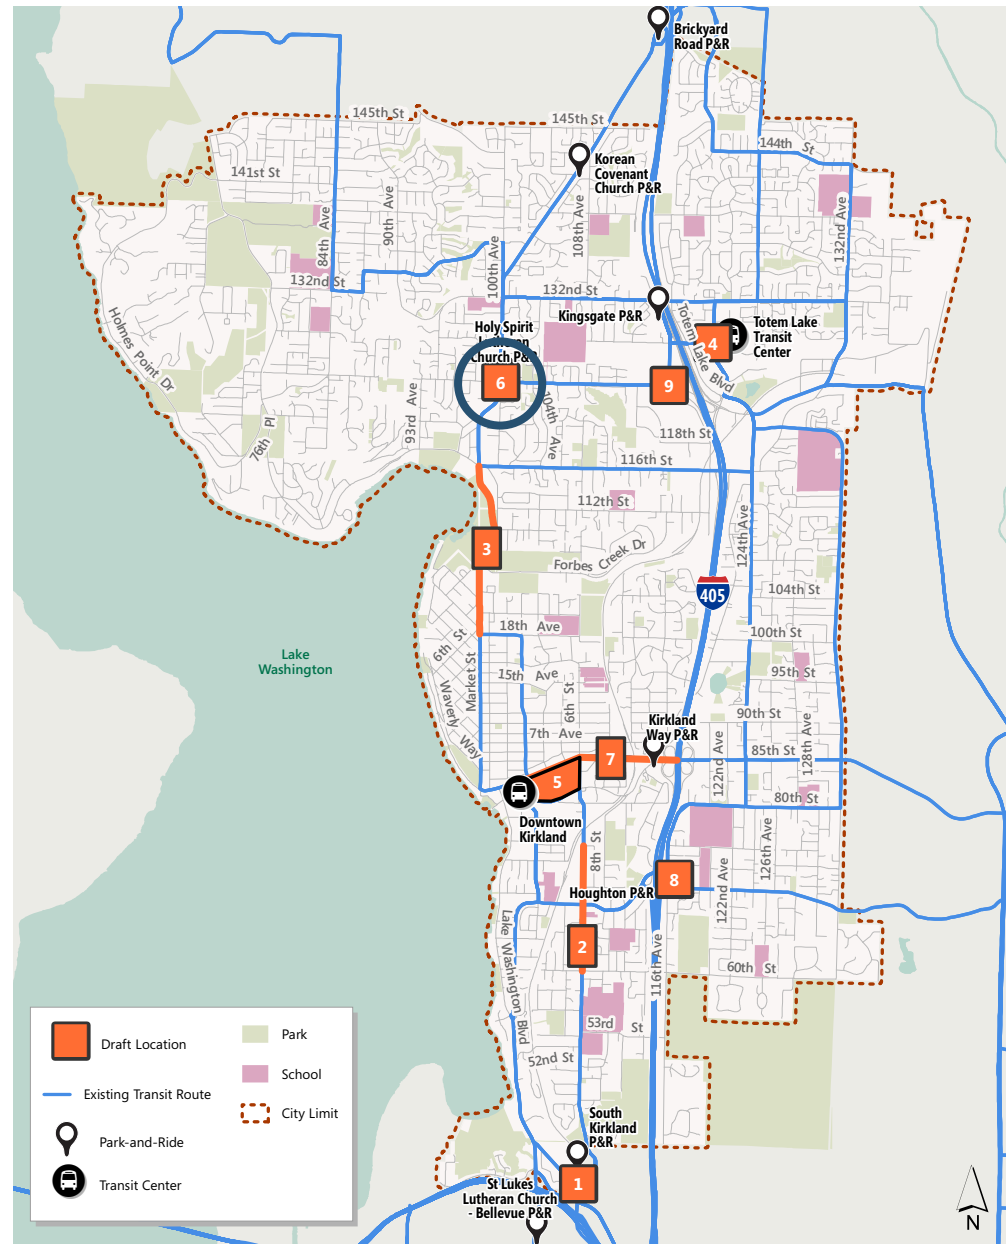 Brickyard
Road P&R
145th St
145th St
144th St
Korean
Covenant
Church P&R
141st St
84th Ave
90th Ave
100th Ave
108th Ave
132nd Ave
132nd St
132nd St
Kingsgate P&R
Totem Lake
Transit
Center
Totem Lake Blvd
Holy Spirit
Lutheran
Church P&R
4
6
9
Holmes Point Dr
76th Pl
93rd Ave
104th Ave
118th St
116th St
112th St
124th Ave
3
Forbes Creek Dr
405
104th St
18th Ave
100th St
6th St
Market St
Lake
Washington
15th Ave
95th St
6th St
Waverly Way
90th St
7th Ave
Kirkland
Way P&R
122nd Ave
85th St
128th Ave
7
5
80th St
Downtown
Kirkland
8th St
126th Ave
122nd Ave
Houghton P&R
8
Lake Washington Blvd
2
116th Ave
60th St
53rd St
52nd St
South
Kirkland
P&R
1
St Lukes
Lutheran Church
- Bellevue P&R
Draft Location
Existing Transit Route
Park-and-Ride
Transit Center
Park
School
City Limit
N